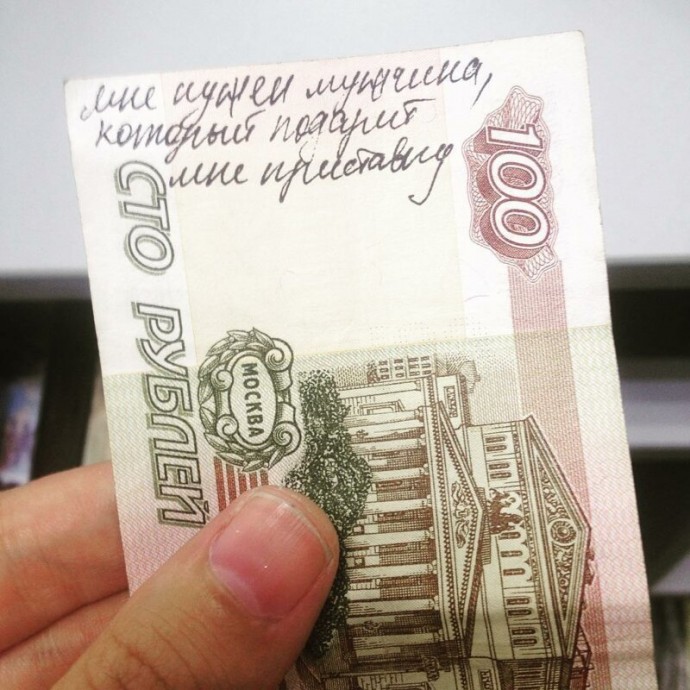 мне нужен мужчина,
который подарит
мне приставку
100
СТО РУБЛЕЙ
МОСКВА